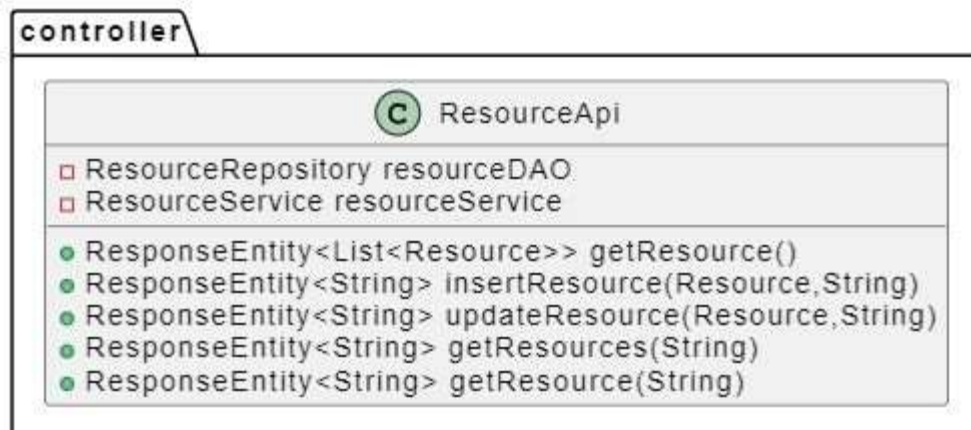 controller
C ResourceApi
ResourceRepository resourceDAO
ResourceService resourceService
ResponseEntity<List<Resource>> getResource()
ResponseEntity<String> insertResource(Resource,String)
ResponseEntity<String> updateResource(Resource,String)
ResponseEntity<String> getResources(String)
ResponseEntity<String> getResource(String)